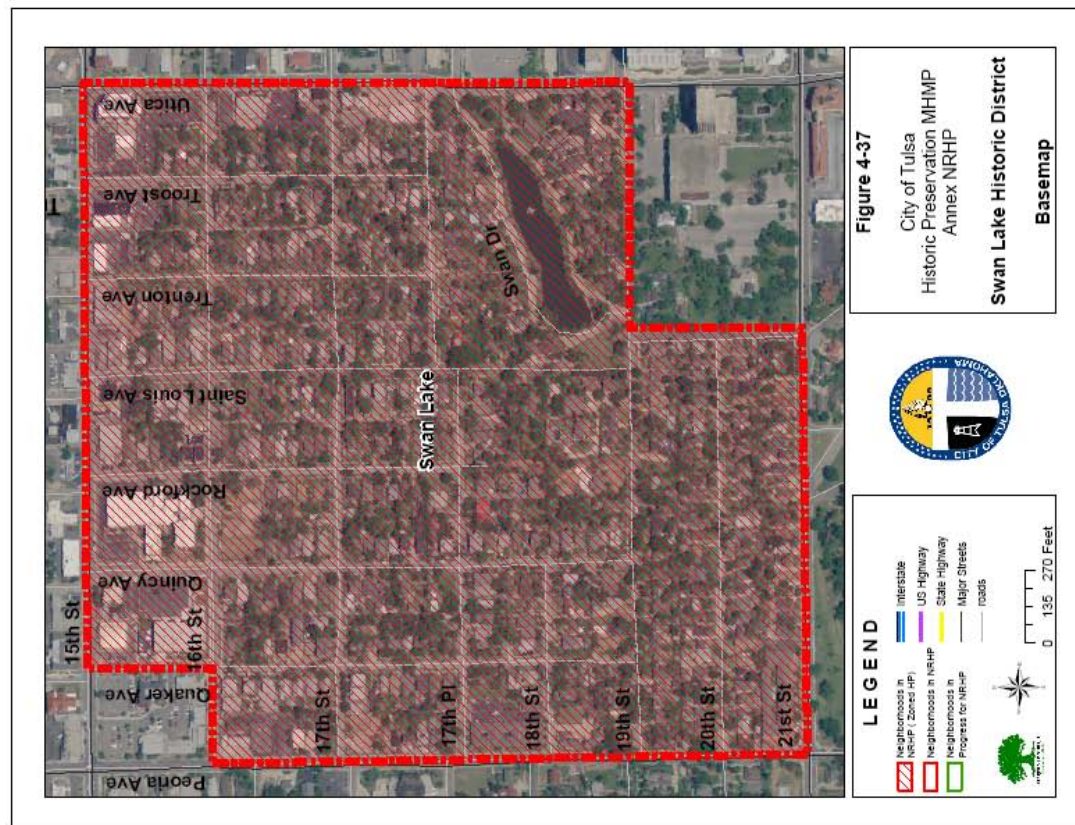 Utica Ave
Troost Ave
Trenton Ave
Saint Louis Ave
Rockford Ave
Quincy Ave
Quaker Ave
Peoria Ave
15th St
16th St
17th St
17th Pl
18th St
19th St
20th St
21st St
Swan Dr
Swan Lake
Figure 4-37
City of Tulsa
Historic Preservation MHMP
Annex NRHP
Swan Lake Historic District
Basemap
CITY OF TULSA
OKLAHOMA
LEGEND
Neighborhoods in
NRHP ( Zoned HP)
Neighborhoods in NRHP
Neighborhoods in
Progress for NRHP
Interstate
US Highway
State Highway
Major Streets
roads
0 135 270 Feet